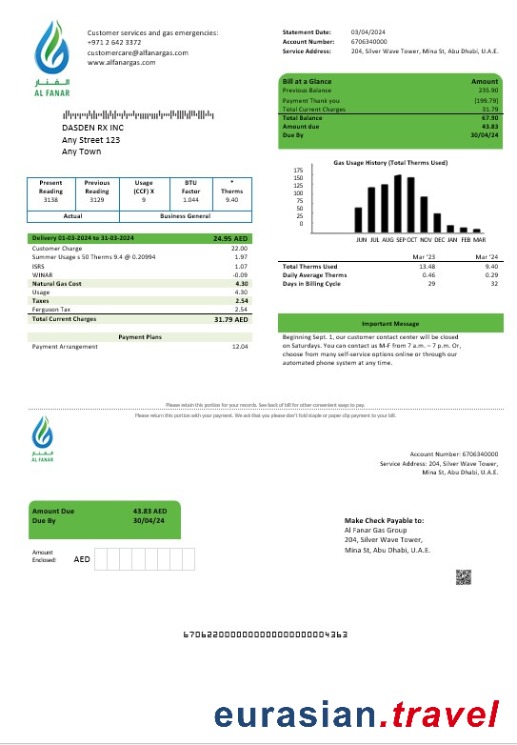 Customer services and gas emergencies:
+971 2 642 3372
customercare@alfanargas.com
www.alfanargas.com
الفنار
AL FANAR
Statement Date: 03/04/2024
Account Number: 6706340000
Service Address: 204, Silver Wave Tower, Mina St, Abu Dhabi, U.A.E.
DASDEN RX INC
Any Street 123
Any Town
Bill at a Glance Amount
Previous Balance 235.90
Payment Thank you (199.79)
Total Current Charges 31.79
Total Balance 67.90
Amount due 43.83
Due By 30/04/24
Present Reading Previous Reading Usage (CCF) X BTU Factor * Therms
3138 3129 9 1.044 9.40
Actual Business General
Gas Usage History (Total Therms Used)
175
150
125
100
75
50
25
0
JUN JUL AUG SEP OCT NOV DEC JAN FEB MAR
Delivery 01-03-2024 to 31-03-2024 24.95 AED
Customer Charge 22.00
Summer Usage ≤ 50 Therms 9.4 @ 0.20994 1.97
ISRS 1.07
WINAR -0.09
Natural Gas Cost 4.30
Usage 4.30
Taxes 2.54
Ferguson Tax 2.54
Total Current Charges 31.79 AED
Payment Plans
Payment Arrangement 12.04
Mar '23 Mar '24
Total Therms Used 13.48 9.40
Daily Average Therms 0.46 0.29
Days in Billing Cycle 29 32
Important Message
Beginning Sept. 1, our customer contact center will be closed
on Saturdays. You can contact us M-F from 7 a.m. – 7 p.m. Or,
choose from many self-service options online or through our
automated phone system at any time.
Please retain this portion for your records. See back of bill for other convenient ways to pay.
Please return this portion with your payment. We ask that you please don't fold staple or paper clip payment to your bill.
الفنار
AL FANAR
Account Number: 6706340000
Service Address: 204, Silver Wave Tower,
Mina St, Abu Dhabi, U.A.E.
Amount Due 43.83 AED
Due By 30/04/24
Amount
Enclosed: AED
Make Check Payable to:
Al Fanar Gas Group
204, Silver Wave Tower,
Mina St, Abu Dhabi, U.A.E.
eurasian.travel